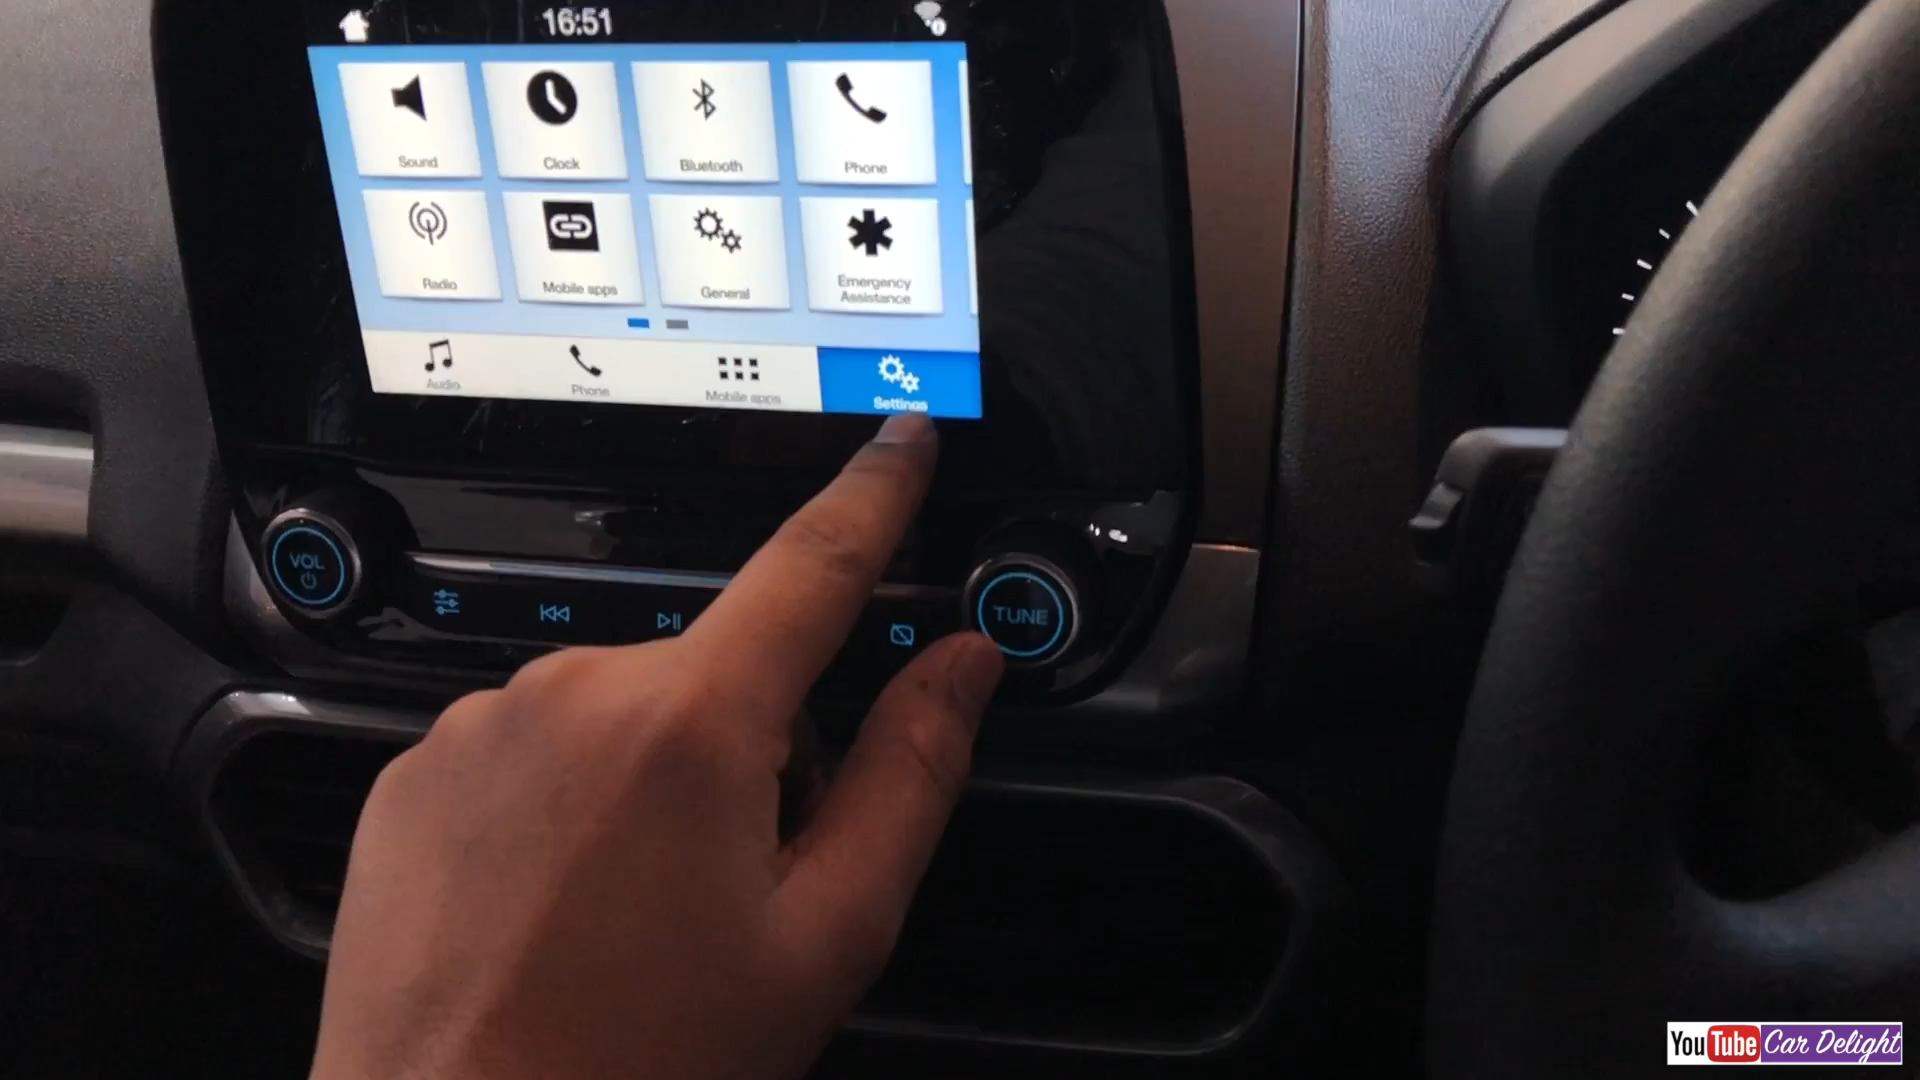 16:51
Sound
Clock
Bluetooth
Phone
Radio
Mobile apps
General
Emergency
Assistance
Audio
Phone
Mobile apps
Settings
VOL
TUNE
YouTube Car Delight